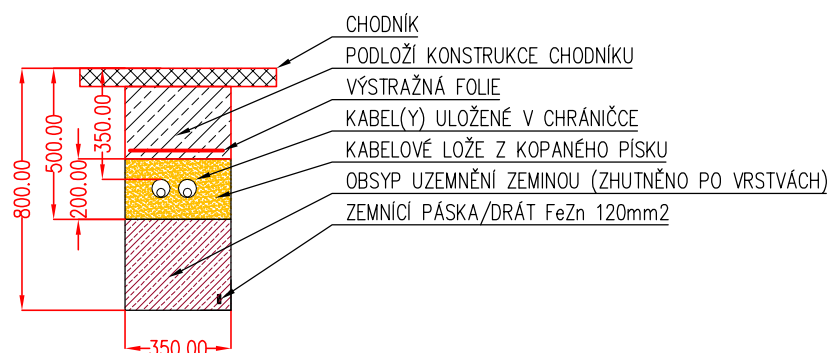 CHODNÍK
PODLOŽÍ KONSTRUKCE CHODNÍKU
VÝSTRAŽNÁ FOLIE
KABEL(Y) ULOŽENÉ V CHRÁNIČCE
KABELOVÉ LOŽE Z KOPANÉHO PÍSKU
OBSYP UZEMNĚNÍ ZEMINOU (ZHUTNĚNO PO VRSTVÁCH)
ZEMNÍCÍ PÁSKA/DRÁT FeZn 120mm2
800.00
500.00
200.00
350.00
350.00